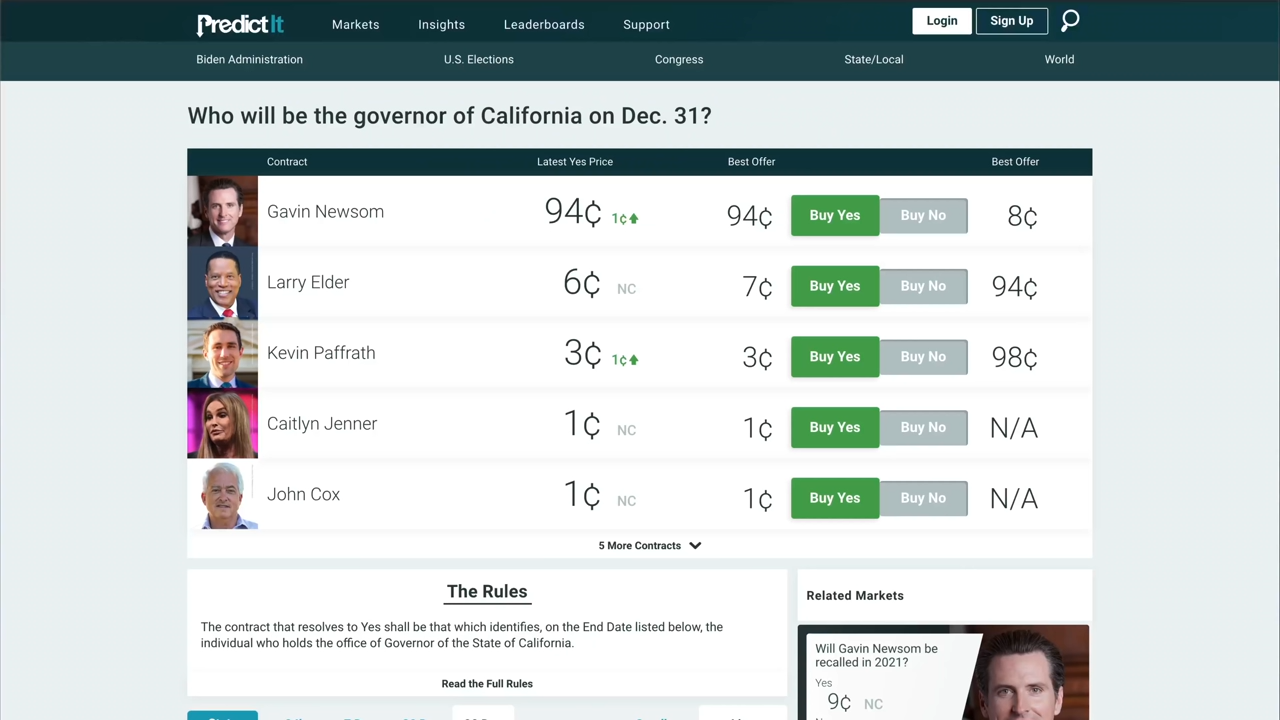 PredictIt Markets Insights Leaderboards Support Login Sign Up
Biden Administration U.S. Elections Congress State/Local World
Who will be the governor of California on Dec. 31?
Contract Latest Yes Price Best Offer Best Offer
Gavin Newsom 94¢ 1¢ 94¢ Buy Yes Buy No 8¢
Larry Elder 6¢ NC 7¢ Buy Yes Buy No 94¢
Kevin Paffrath 3¢ 1¢ 3¢ Buy Yes Buy No 98¢
Caitlyn Jenner 1¢ NC 1¢ Buy Yes Buy No N/A
John Cox 1¢ NC 1¢ Buy Yes Buy No N/A
5 More Contracts
The Rules
The contract that resolves to Yes shall be that which identifies, on the End Date listed below, the
individual who holds the office of Governor of the State of California.
Read the Full Rules
Related Markets
Will Gavin Newsom be
recalled in 2021?
Yes
9¢ NC